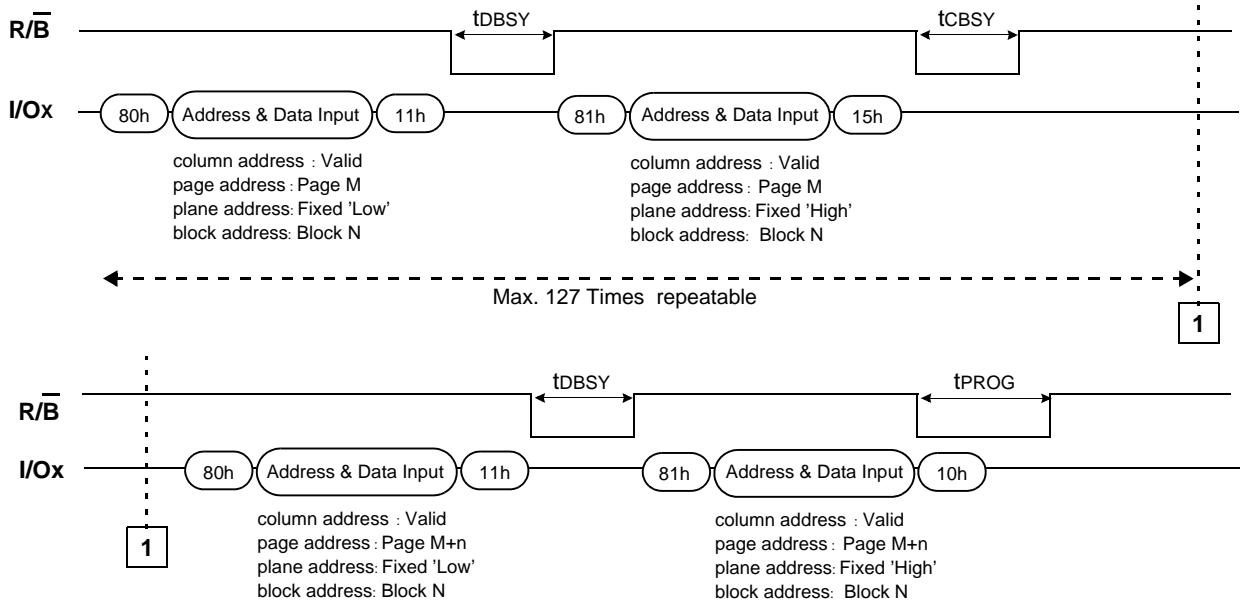 tDBSY tCBSY
R/B
I/Ox 80h Address & Data Input 11h 81h Address & Data Input 15h
column address : Valid
page address : Page M
plane address: Fixed 'Low'
block address: Block N
column address : Valid
page address : Page M
plane address: Fixed 'High'
block address: Block N
Max. 127 Times repeatable
1
tDBSY tPROG
R/B
I/Ox 80h Address & Data Input 11h 81h Address & Data Input 10h
1
column address : Valid
page address : Page M+n
plane address: Fixed 'Low'
block address: Block N
column address : Valid
page address : Page M+n
plane address: Fixed 'High'
block address: Block N